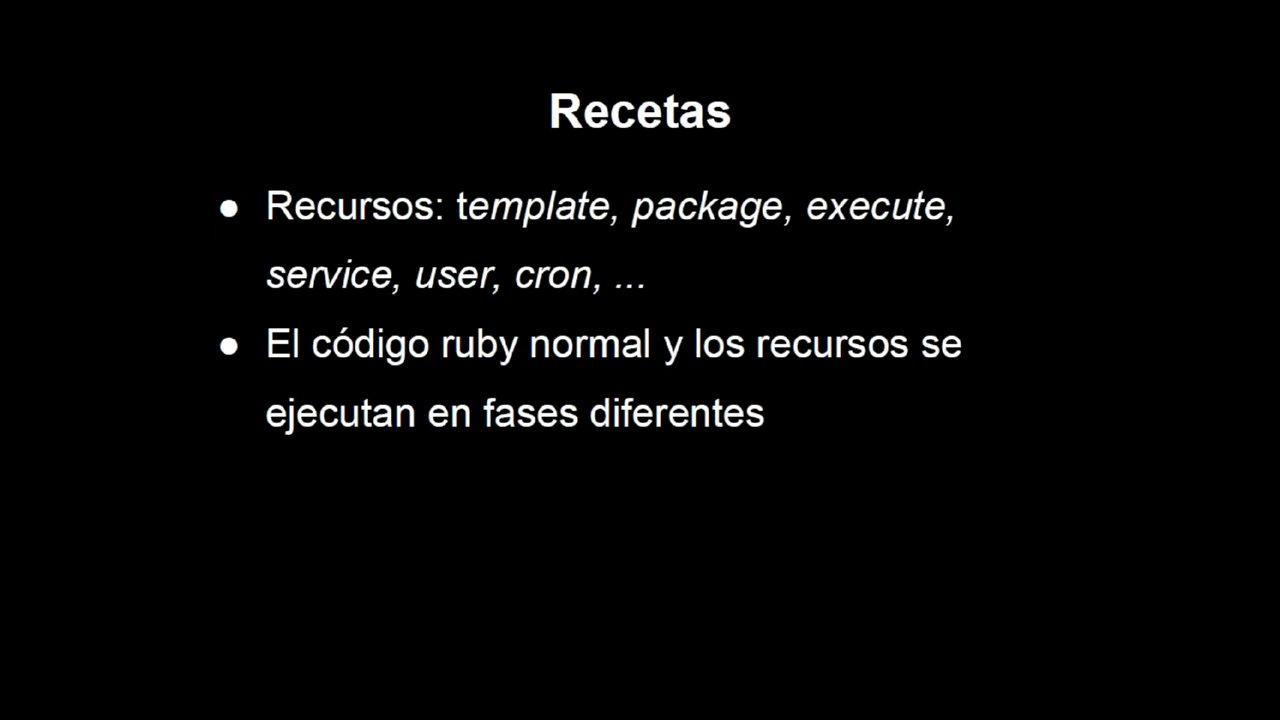 Recetas
● Recursos: template, package, execute,
service, user, cron, ...
● El código ruby normal y los recursos se
ejecutan en fases diferentes